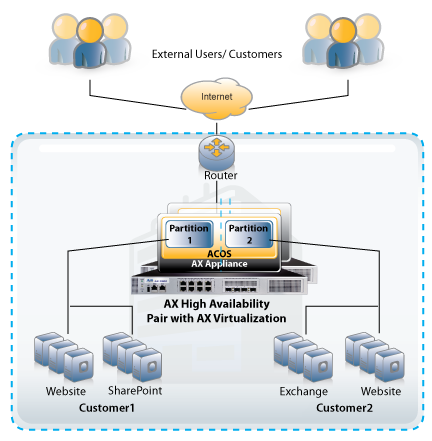 External Users/ Customers
Internet
Router
Partition
1
Partition
2
ACOS
AX Appliance
AX High Availability
Pair with AX Virtualization
Website
SharePoint
Exchange
Website
Customer1
Customer2